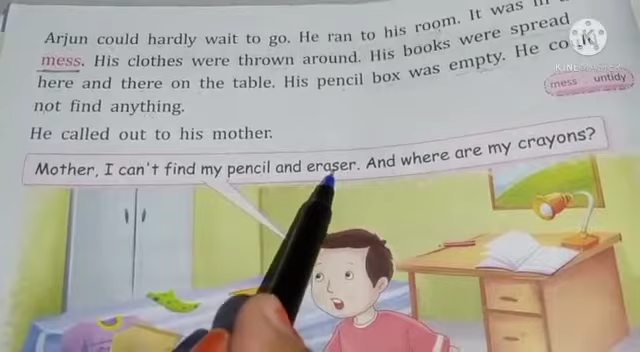 Arjun could hardly wait to go. He ran to his room. It was in a
mess. His clothes were thrown around. His books were spread
here and there on the table. His pencil box was empty. He co
not find anything.
mess untidy
He called out to his mother.
Mother, I can't find my pencil and eraser. And where are my crayons?